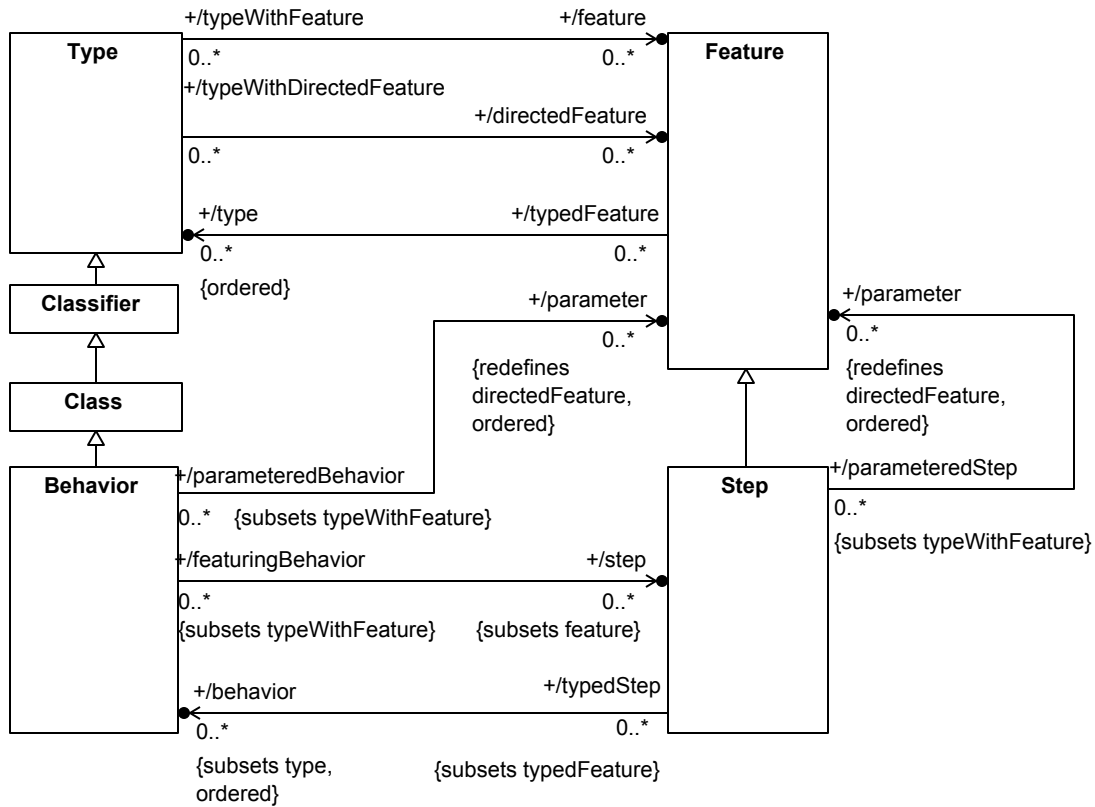 +/typeWithFeature
+/feature
Type
Feature
0..*
0..*
+/typeWithDirectedFeature
+/directedFeature
0..*
0..*
+/type
+/typedFeature
0..*
0..*
{ordered}
+/parameter
+/parameter
Classifier
0..*
0..*
{redefines
directedFeature,
ordered}
{redefines
directedFeature,
ordered}
Class
Behavior
+/parameteredBehavior
Step
+/parameteredStep
0..*
{subsets typeWithFeature}
0..*
{subsets typeWithFeature}
+/featuringBehavior
+/step
0..*
0..*
{subsets typeWithFeature}
{subsets feature}
+/behavior
+/typedStep
0..*
0..*
{subsets type,
ordered}
{subsets typedFeature}